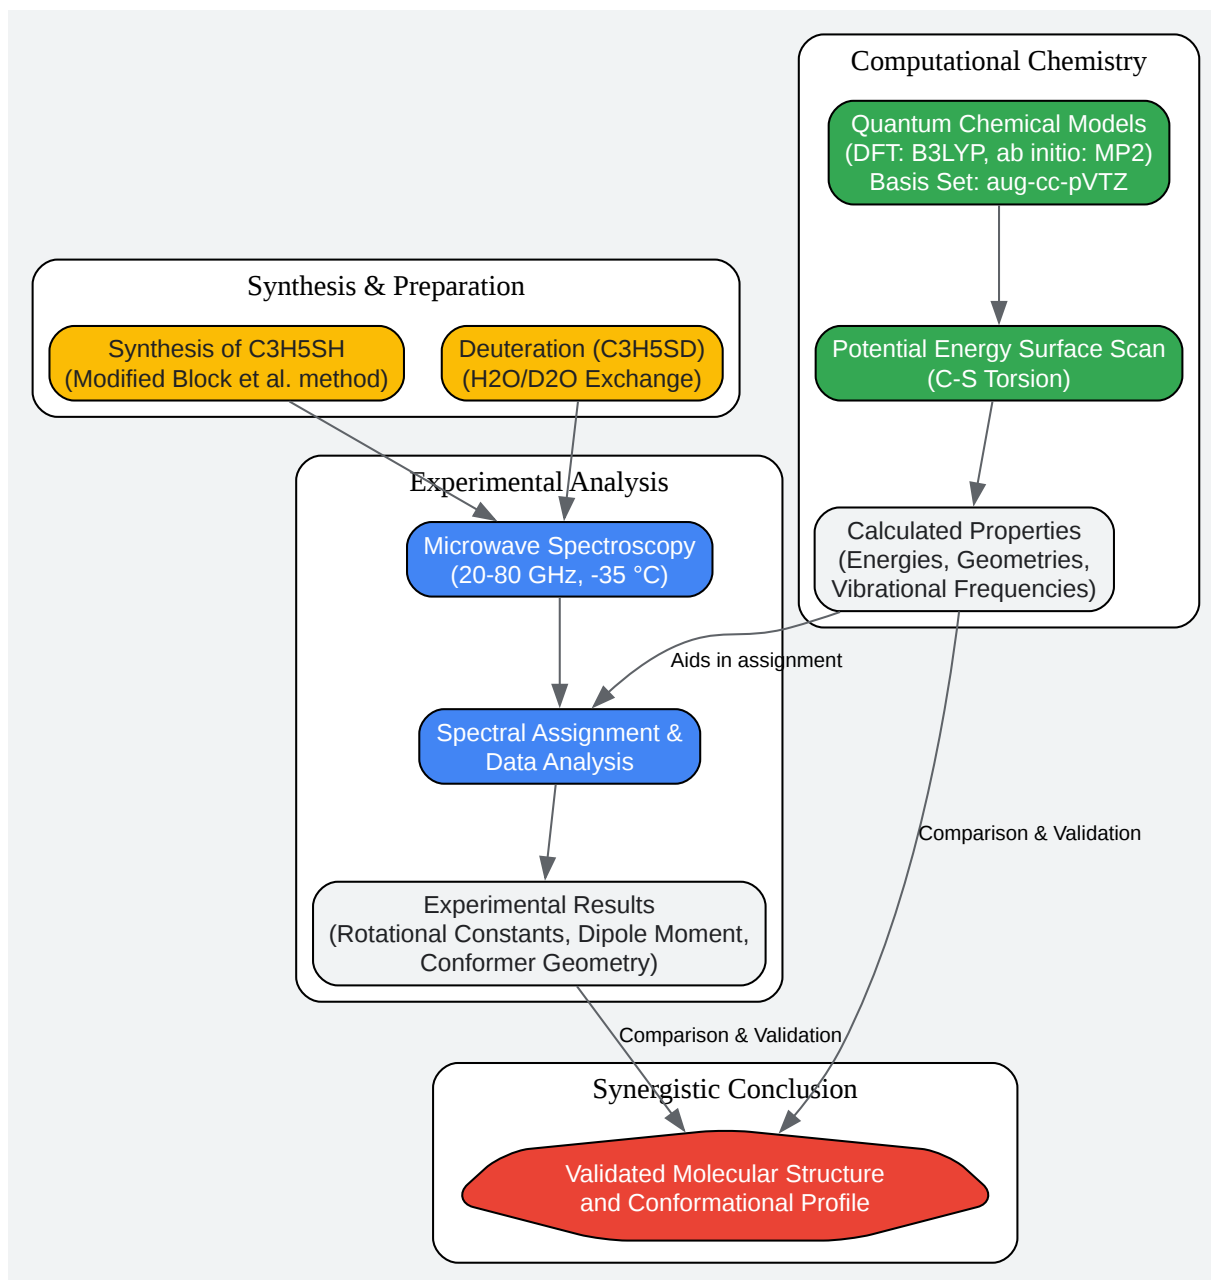 Computational Chemistry
Quantum Chemical Models
(DFT: B3LYP, ab initio: MP2)
Basis Set: aug-cc-pVTZ
Synthesis & Preparation
Synthesis of C3H5SH
(Modified Block et al. method)
Deuteration (C3H5SD)
(H2O/D2O Exchange)
Potential Energy Surface Scan
(C-S Torsion)
Experimental Analysis
Microwave Spectroscopy
(20-80 GHz, -35 °C)
Calculated Properties
(Energies, Geometries,
Vibrational Frequencies)
Aids in assignment
Spectral Assignment &
Data Analysis
Comparison & Validation
Experimental Results
(Rotational Constants, Dipole Moment,
Conformer Geometry)
Comparison & Validation
Synergistic Conclusion
Validated Molecular Structure
and Conformational Profile